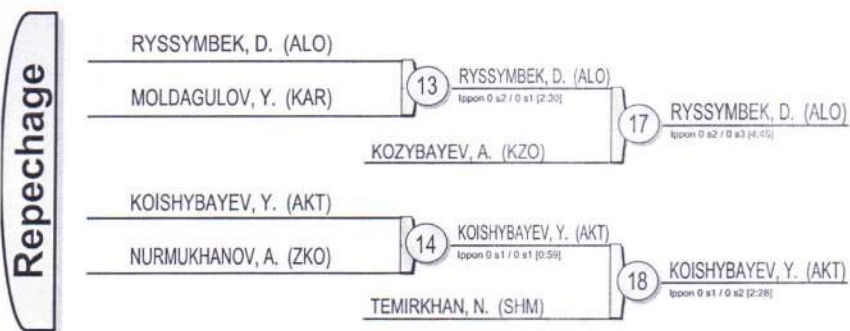 Repechage
RYSSYMBEK, D. (ALO)
MOLDAGULOV, Y. (KAR)
13
RYSSYMBEK, D. (ALO)
Ippon 0 s2 / 0 s1 [2:30]
KOZYBAYEV, A. (KZO)
17
RYSSYMBEK, D. (ALO)
Ippon 0 s2 / 0 s3 [4:45]
KOISHYBAYEV, Y. (AKT)
NURMUKHANOV, A. (ZKO)
14
KOISHYBAYEV, Y. (AKT)
Ippon 0 s1 / 0 s1 [0:59]
TEMIRKHAN, N. (SHM)
18
KOISHYBAYEV, Y. (AKT)
Ippon 0 s1 / 0 s2 [2:28]